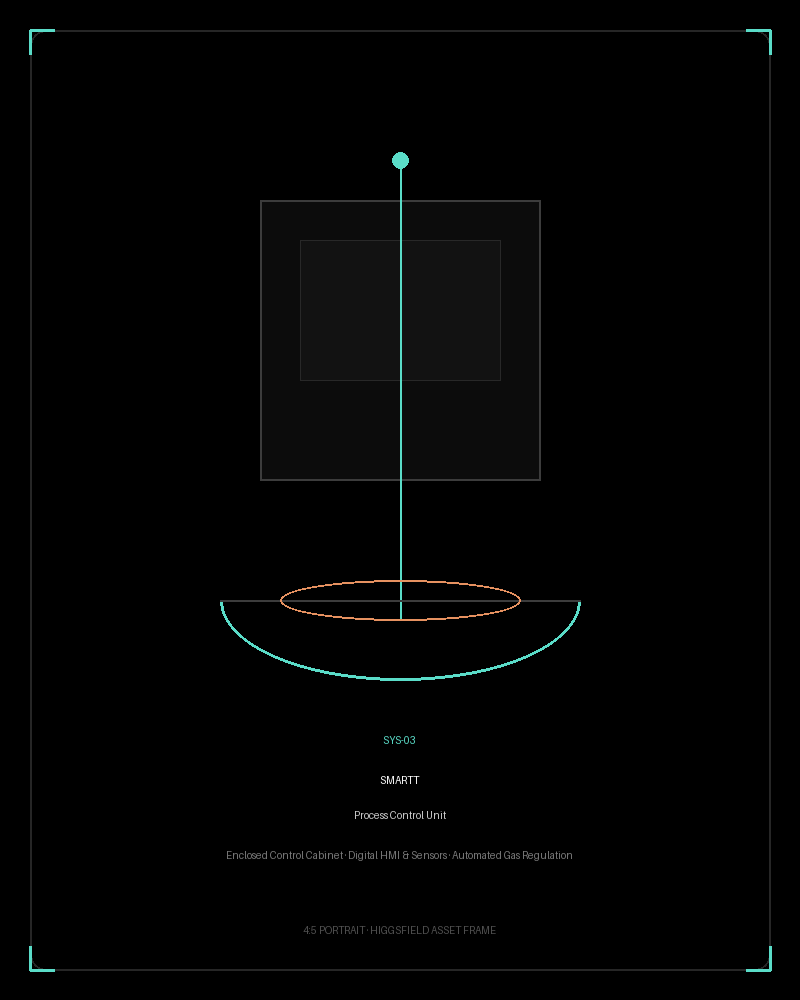 SYS-03
SMARTT
Process Control Unit
Enclosed Control Cabinet · Digital HMI & Sensors · Automated Gas Regulation
4:5 PORTRAIT · HIGGSFIELD ASSET FRAME